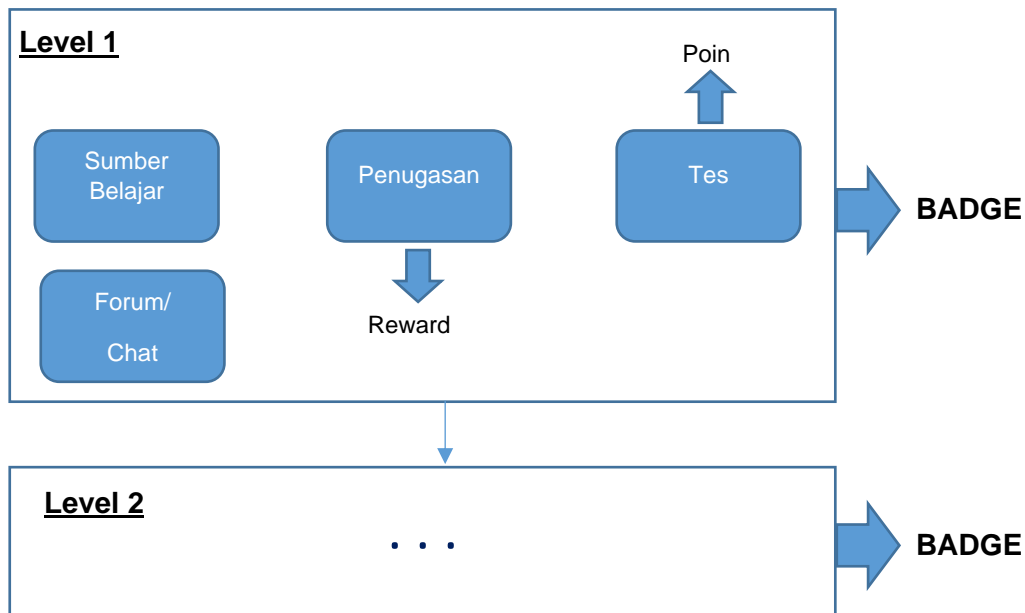 Level 1
Poin
Sumber
Belajar
Penugasan
Tes
BADGE
Forum/
Chat
Reward
Level 2
. . .
BADGE